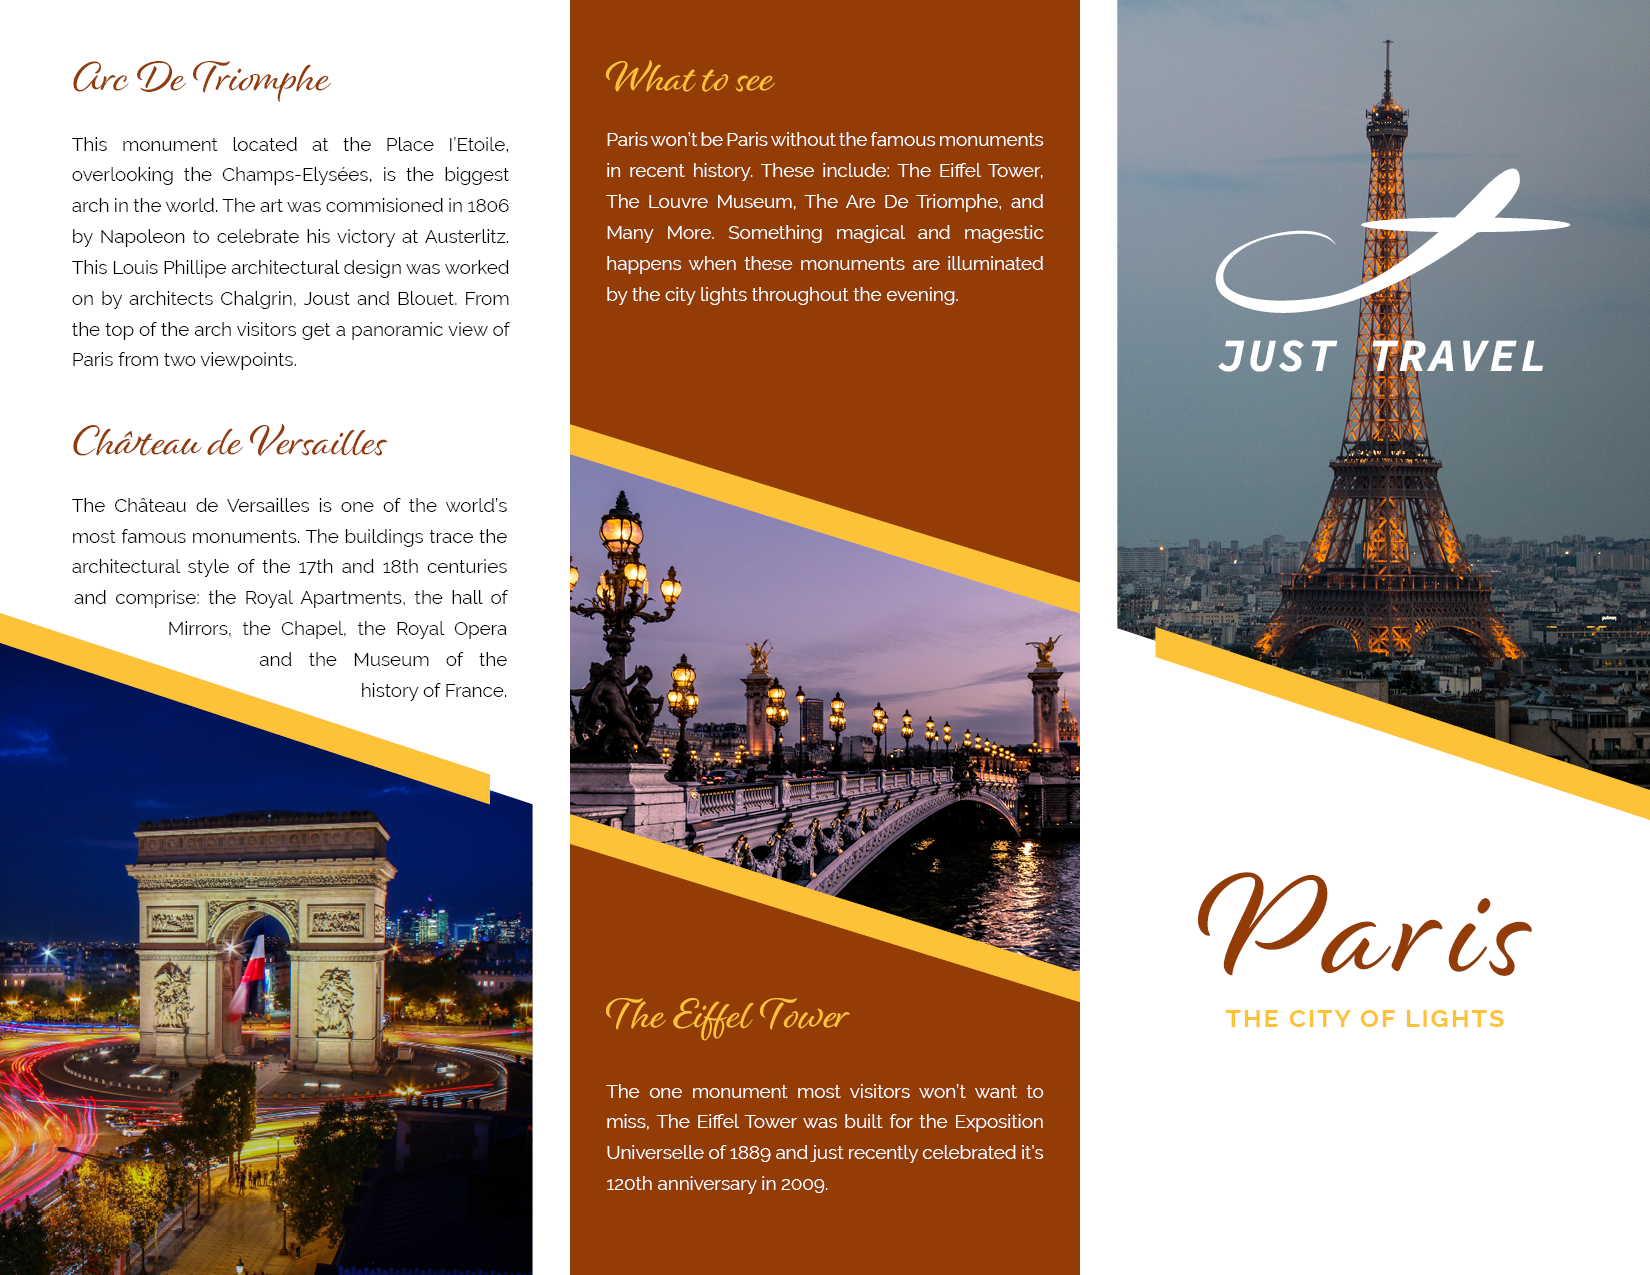 Arc De Triomphe
This monument located at the Place I'Etoile,
overlooking the Champs-Elysées, is the biggest
arch in the world. The art was commisioned in 1806
by Napoleon to celebrate his victory at Austerlitz.
This Louis Phillipe architectural design was worked
on by architects Chalgrin, Joust and Blouet. From
the top of the arch visitors get a panoramic view of
Paris from two viewpoints.
Château de Versailles
The Château de Versailles is one of the world's
most famous monuments. The buildings trace the
architectural style of the 17th and 18th centuries
and comprise: the Royal Apartments, the hall of
Mirrors, the Chapel, the Royal Opera
and the Museum of the
history of France.
What to see
Paris won't be Paris without the famous monuments
in recent history. These include: The Eiffel Tower,
The Louvre Museum, The Are De Triomphe, and
Many More. Something magical and magestic
happens when these monuments are illuminated
by the city lights throughout the evening.
The Eiffel Tower
The one monument most visitors won't want to
miss, The Eiffel Tower was built for the Exposition
Universelle of 1889 and just recently celebrated it's
120th anniversary in 2009.
JUST TRAVEL
Paris
THE CITY OF LIGHTS